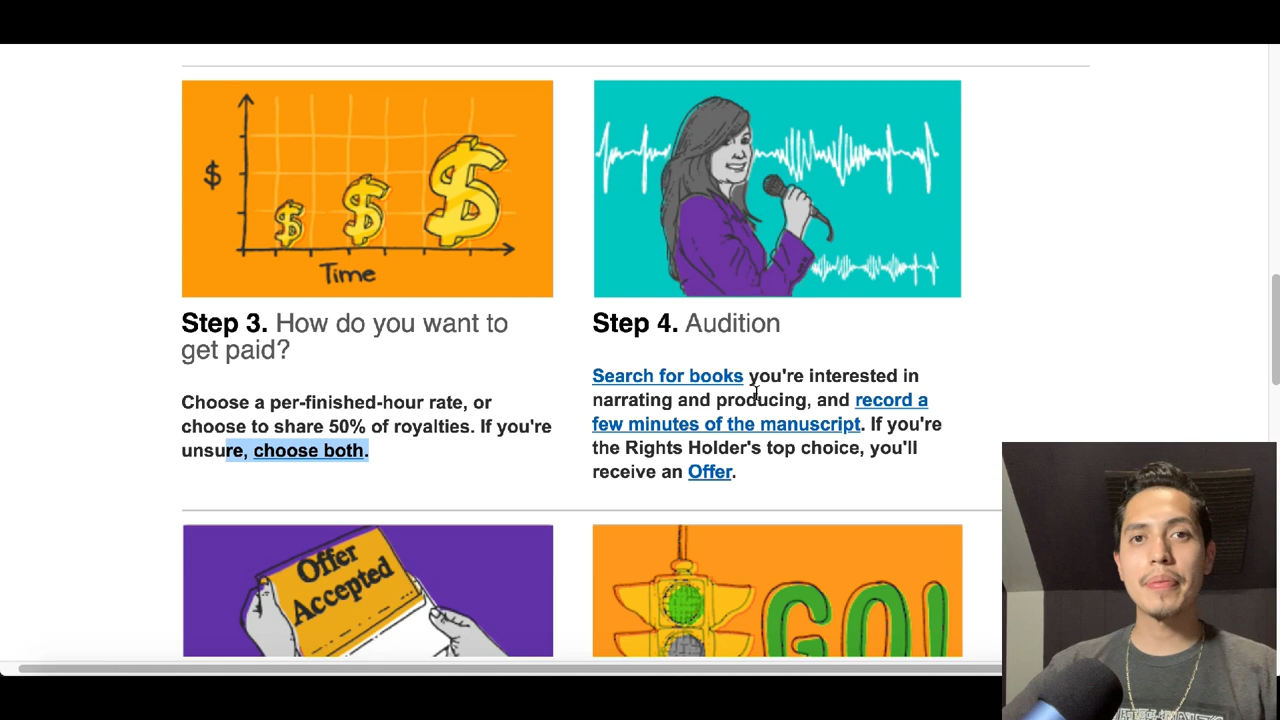 $
Time
Step 3. How do you want to
get paid?
Choose a per-finished-hour rate, or
choose to share 50% of royalties. If you're
unsure, choose both.
Step 4. Audition
Search for books you're interested in
narrating and producing, and record a
few minutes of the manuscript. If you're
the Rights Holder's top choice, you'll
receive an Offer.
Offer
Accepted
GO!